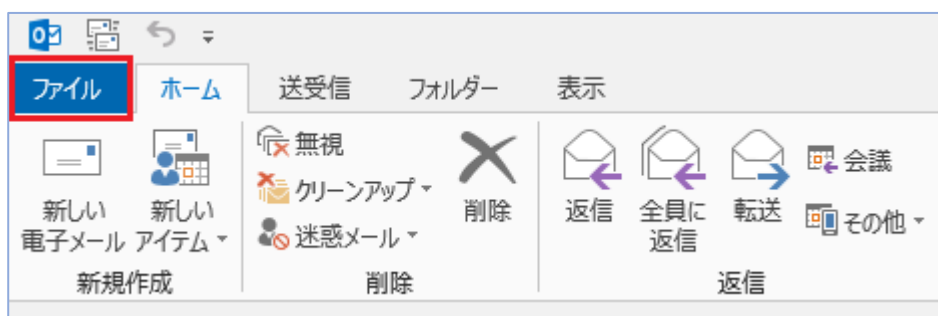 ファイル ホーム 送受信 フォルダー 表示
新しい
電子メール
新しい
アイテム
新規作成
無視
クリーンアップ
迷惑メール
削除
削除
返信
全員に
返信
転送
会議
その他
返信